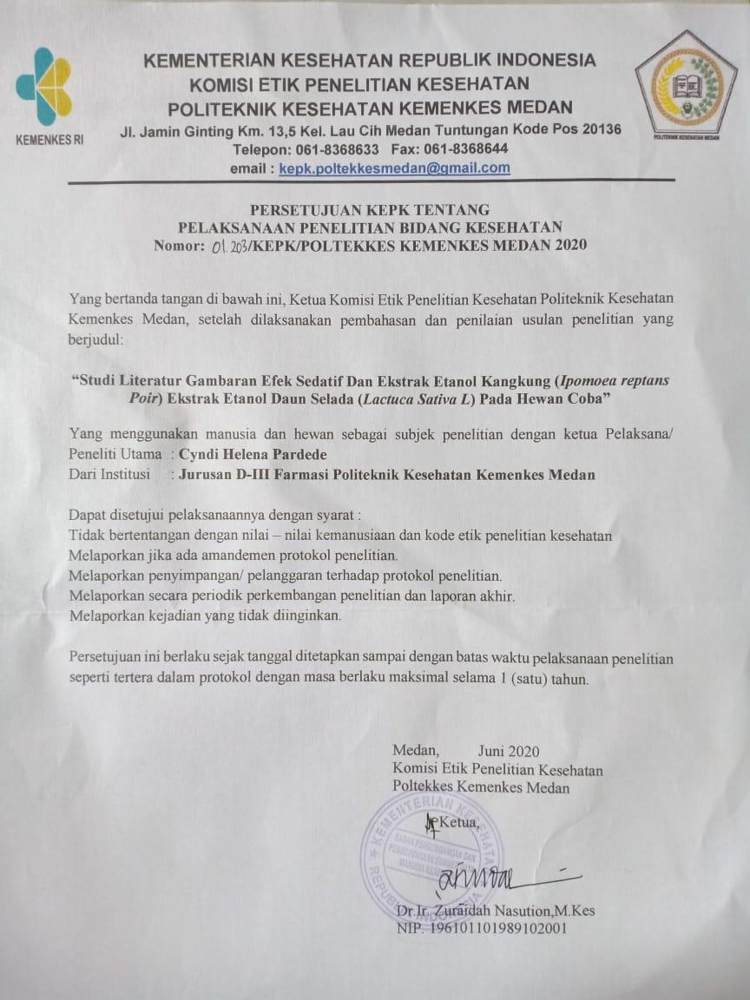 KEMENKES RI
KEMENTERIAN KESEHATAN REPUBLIK INDONESIA
KOMISI ETIK PENELITIAN KESEHATAN
POLITEKNIK KESEHATAN KEMENKES MEDAN
Jl. Jamin Ginting Km. 13,5 Kel. Lau Cih Medan Tuntungan Kode Pos 20136
Telepon: 061-8368633 Fax: 061-8368644
email : kepk.poltekkesmedan@gmail.com
POLITEKNIK KESEHATAN MEDAN
PERSETUJUAN KEPK TENTANG
PELAKSANAAN PENELITIAN BIDANG KESEHATAN
Nomor: 01.203/KEPK/POLTEKKES KEMENKES MEDAN 2020
Yang bertanda tangan di bawah ini, Ketua Komisi Etik Penelitian Kesehatan Politeknik Kesehatan
Kemenkes Medan, setelah dilaksanakan pembahasan dan penilaian usulan penelitian yang
berjudul:
“Studi Literatur Gambaran Efek Sedatif Dan Ekstrak Etanol Kangkung (Ipomoea reptans
Poir) Ekstrak Etanol Daun Selada (Lactuca Sativa L) Pada Hewan Coba”
Yang menggunakan manusia dan hewan sebagai subjek penelitian dengan ketua Pelaksana/
Peneliti Utama : Cyndi Helena Pardede
Dari Institusi : Jurusan D-III Farmasi Politeknik Kesehatan Kemenkes Medan
Dapat disetujui pelaksanaannya dengan syarat :
Tidak bertentangan dengan nilai – nilai kemanusiaan dan kode etik penelitian kesehatan
Melaporkan jika ada amandemen protokol penelitian.
Melaporkan penyimpangan/ pelanggaran terhadap protokol penelitian.
Melaporkan secara periodik perkembangan penelitian dan laporan akhir.
Melaporkan kejadian yang tidak diinginkan.
Persetujuan ini berlaku sejak tanggal ditetapkan sampai dengan batas waktu pelaksanaan penelitian
seperti tertera dalam protokol dengan masa berlaku maksimal selama 1 (satu) tahun.
Medan, Juni 2020
Komisi Etik Penelitian Kesehatan
Poltekkes Kemenkes Medan
Ketua,
KEMENTERIAN KESEHATAN
REPUBLIK INDONESIA
BADAN PENGEMBANGAN DAN
Dr.Ir. Zuraidah Nasution,M.Kes
NIP. 196101101989102001